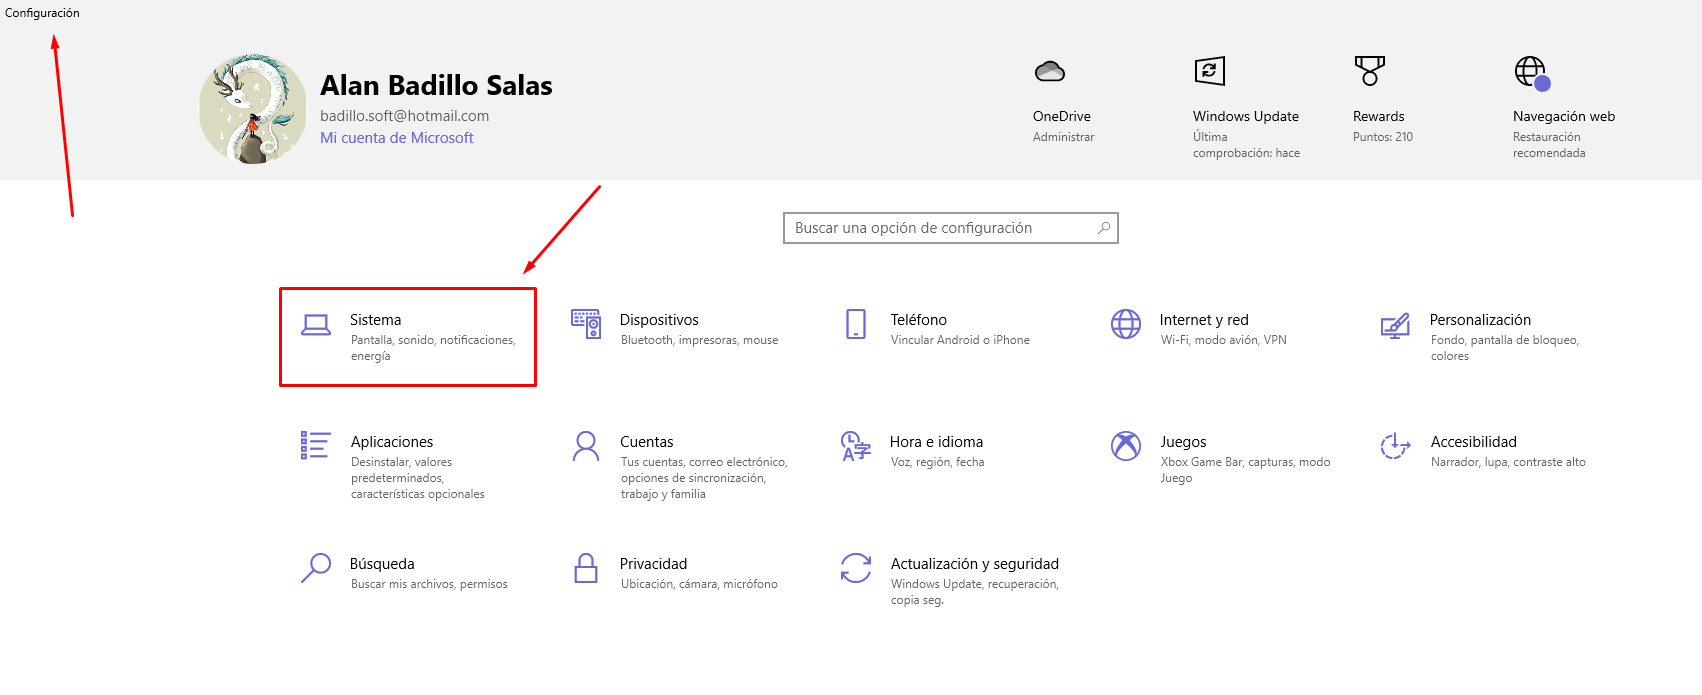 Configuración
Alan Badillo Salas
badillo.soft@hotmail.com
Mi cuenta de Microsoft
OneDrive
Administrar
Windows Update
Última
comprobación: hace
Rewards
Puntos: 210
Navegación web
Restauración
recomendada
Buscar una opción de configuración
Sistema
Pantalla, sonido, notificaciones,
energía
Dispositivos
Bluetooth, impresoras, mouse
Teléfono
Vincular Android o iPhone
Internet y red
Wi-Fi, modo avión, VPN
Personalización
Fondo, pantalla de bloqueo,
colores
Aplicaciones
Desinstalar, valores
predeterminados,
características opcionales
Cuentas
Tus cuentas, correo electrónico,
opciones de sincronización,
trabajo y familia
Hora e idioma
Voz, región, fecha
Juegos
Xbox Game Bar, capturas, modo
Juego
Accesibilidad
Narrador, lupa, contraste alto
Búsqueda
Buscar mis archivos, permisos
Privacidad
Ubicación, cámara, micrófono
Actualización y seguridad
Windows Update, recuperación,
copia seg.